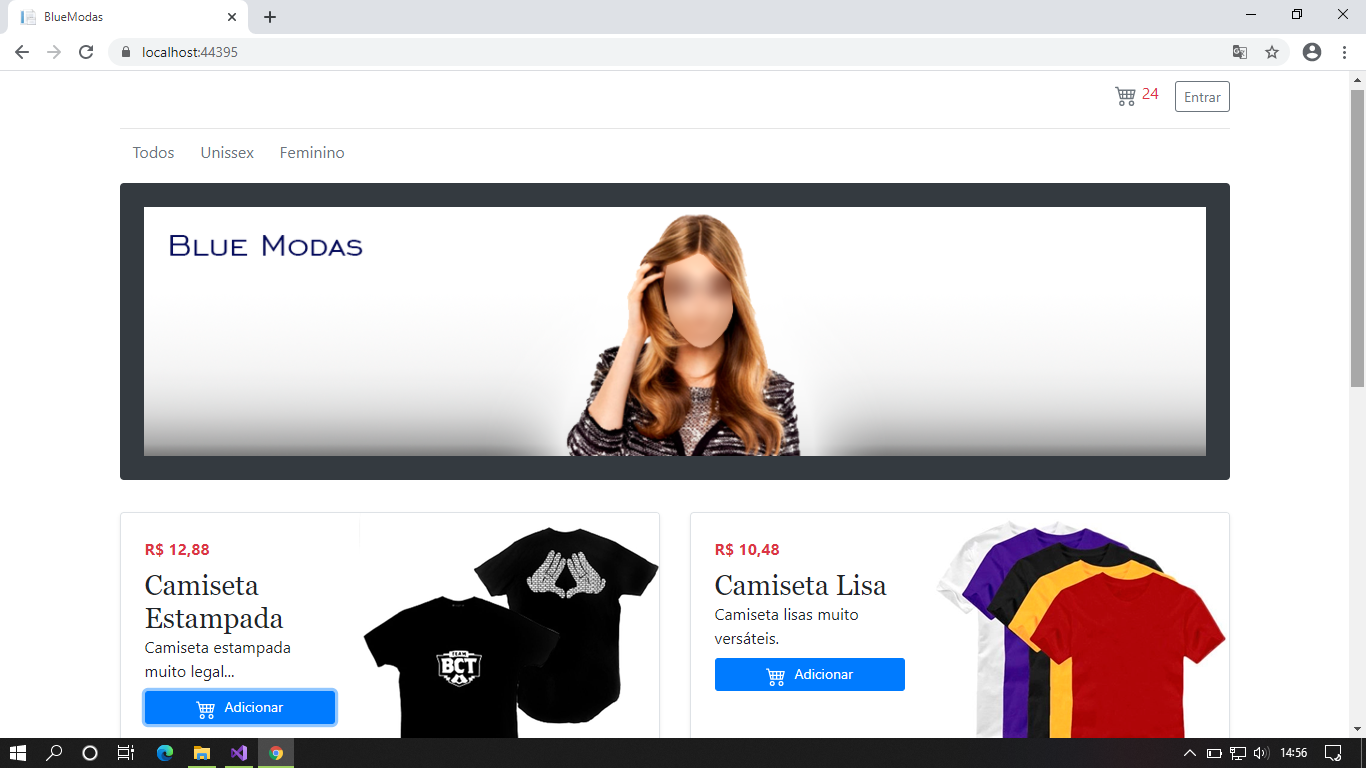 BlueModas
localhost:44395
24
Entrar
Todos
Unissex
Feminino
BLUE MODAS
R$ 12,88
Camiseta
Estampada
Camiseta estampada
muito legal...
Adicionar
TEAM
BCT
R$ 10,48
Camiseta Lisa
Camiseta lisas muito
versáteis.
Adicionar
14:56